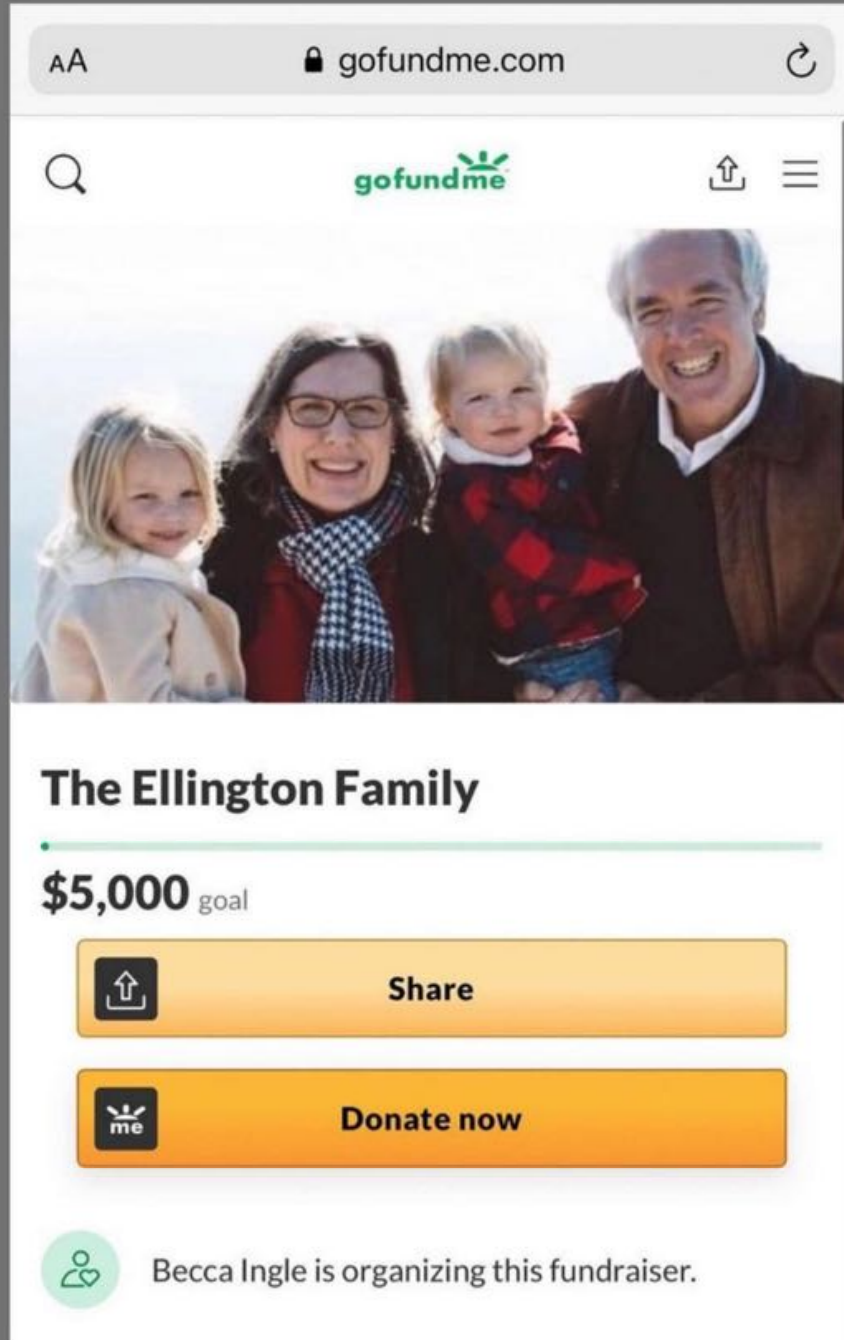 AA gofundme.com
gofundme
The Ellington Family
$5,000 goal
Share
me Donate now
Becca Ingle is organizing this fundraiser.